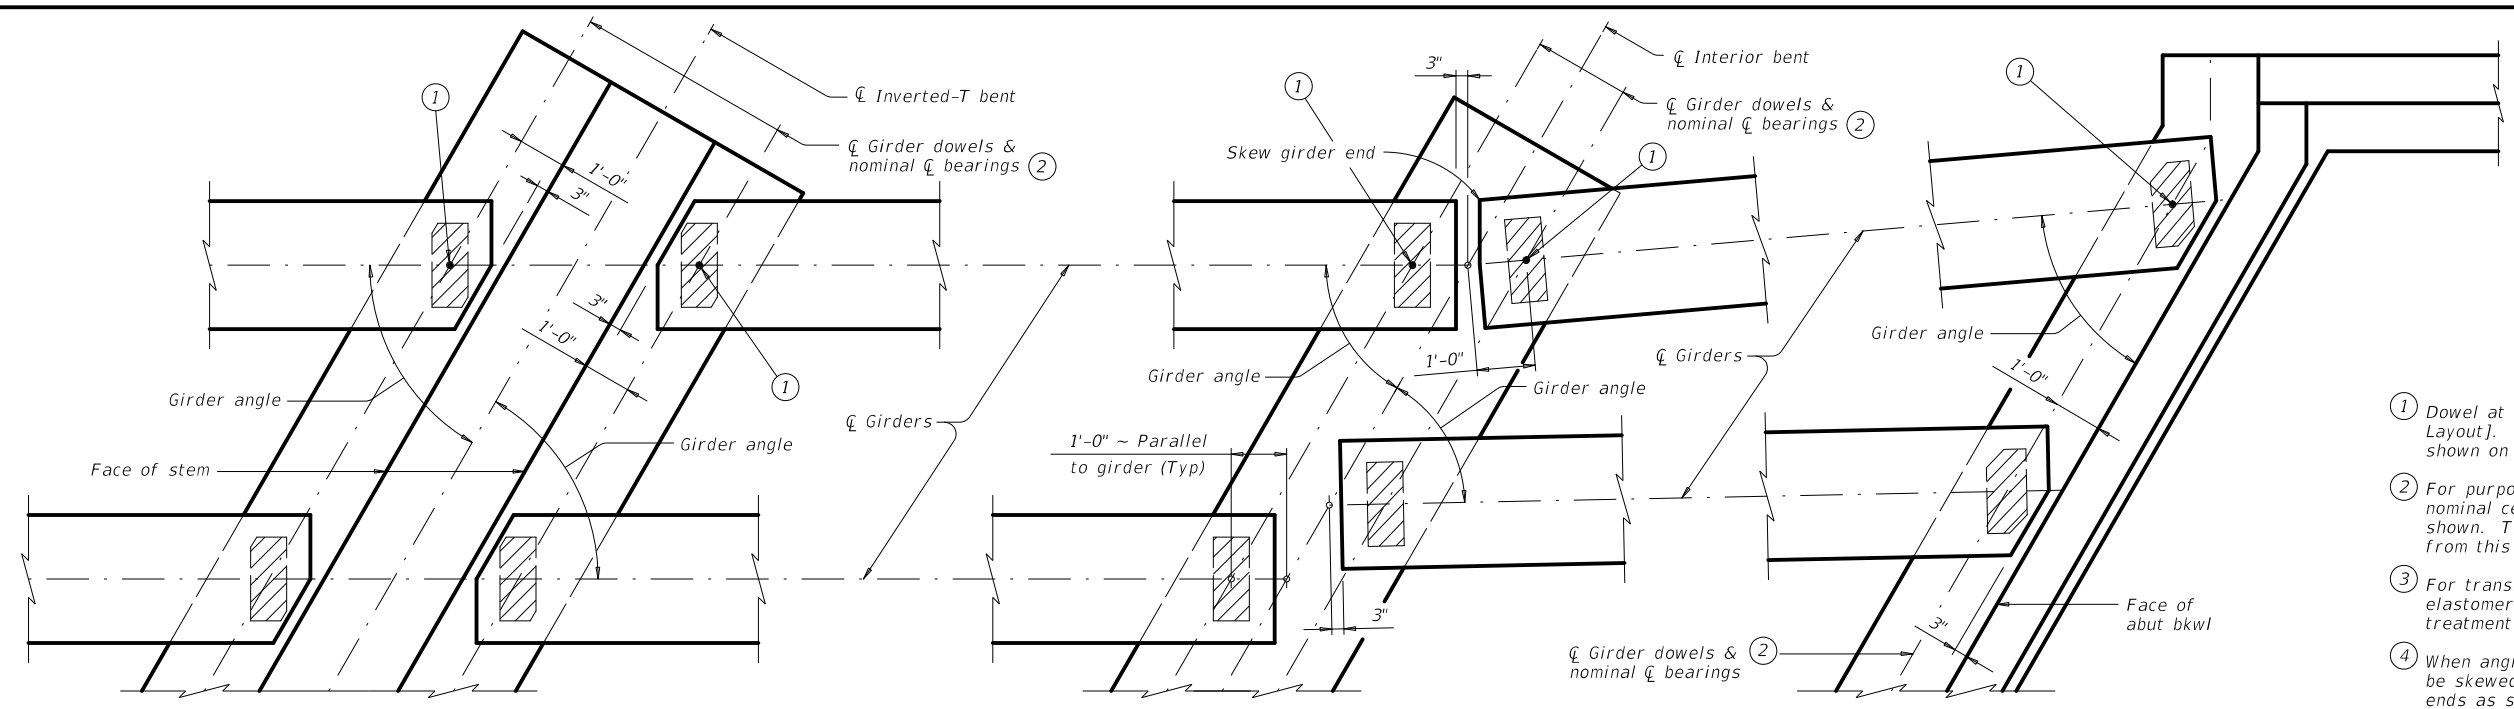 1
℄ Inverted-T bent
℄ Girder dowels &
nominal ℄ bearings 2
1'-0"
3"
3"
1'-0"
1
Girder angle
Girder angle
Face of stem
℄ Girders
3"
1
Skew girder end
℄ Interior bent
℄ Girder dowels &
nominal ℄ bearings 2
1
1'-0"
Girder angle
Girder angle
1'-0" ~ Parallel
to girder (Typ)
3"
℄ Girders
℄ Girder dowels & 2
nominal ℄ bearings
1
Girder angle
1'-0"
3"
Face of
abut bkwl
1 Dowel at
Layout].
shown on
2 For purpo
nominal ce
shown. T
from this
3 For trans
elastomer
treatment
4 When angl
be skewed
ends as s